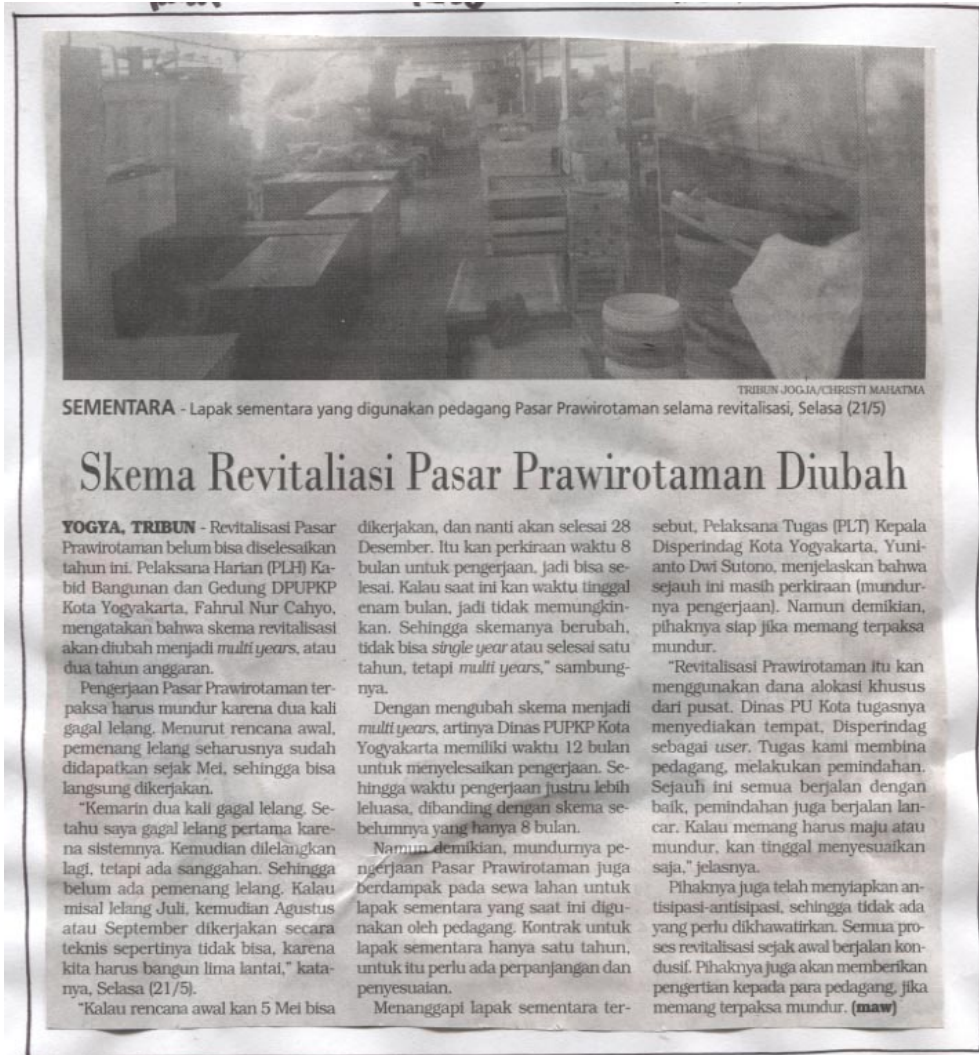 TRIBUN JOGJA/CHRISTI MAHATMA
SEMENTARA - Lapak sementara yang digunakan pedagang Pasar Prawirotaman selama revitalisasi, Selasa (21/5)
Skema Revitaliasi Pasar Prawirotaman Diubah
YOGYA, TRIBUN - Revitalisasi Pasar
Prawirotaman belum bisa diselesaikan
tahun ini. Pelaksana Harian (PLH) Ka-
bid Bangunan dan Gedung DPUPKP
Kota Yogyakarta, Fahrul Nur Cahyo,
mengatakan bahwa skema revitalisasi
akan diubah menjadi multi years, atau
dua tahun anggaran.
Pengerjaan Pasar Prawirotaman ter-
paksa harus mundur karena dua kali
gagal lelang. Menurut rencana awal,
pemenang lelang seharusnya sudah
didapatkan sejak Mei, sehingga bisa
langsung dikerjakan.
"Kemarin dua kali gagal lelang. Se-
tahu saya gagal lelang pertama kare-
na sistemnya. Kemudian dilelangkan
lagi, tetapi ada sanggahan. Sehingga
belum ada pemenang lelang. Kalau
misal lelang Juli, kemudian Agustus
atau September dikerjakan secara
teknis sepertinya tidak bisa, karena
kita harus bangun lima lantai," kata-
nya, Selasa (21/5).
"Kalau rencana awal kan 5 Mei bisa
dikerjakan, dan nanti akan selesai 28
Desember. Itu kan perkiraan waktu 8
bulan untuk pengerjaan, jadi bisa se-
lesai. Kalau saat ini kan waktu tinggal
enam bulan, jadi tidak memungkin-
kan. Sehingga skemanya berubah,
tidak bisa single year atau selesai satu
tahun, tetapi multi years," sambung-
nya.
Dengan mengubah skema menjadi
multi years, artinya Dinas PUPKP Kota
Yogyakarta memiliki waktu 12 bulan
untuk menyelesaikan pengerjaan. Se-
hingga waktu pengerjaan justru lebih
leluasa, dibanding dengan skema se-
belumnya yang hanya 8 bulan.
Namun demikian, mundurnya pe-
ngerjaan Pasar Prawirotaman juga
berdampak pada sewa lahan untuk
lapak sementara yang saat ini digu-
nakan oleh pedagang. Kontrak untuk
lapak sementara hanya satu tahun,
untuk itu perlu ada perpanjangan dan
penyesuaian.
Menanggapi lapak sementara ter-
sebut, Pelaksana Tugas (PLT) Kepala
Disperindag Kota Yogyakarta, Yuni-
anto Dwi Sutono, menjelaskan bahwa
sejauh ini masih perkiraan (mundur-
nya pengerjaan). Namun demikian,
pihaknya siap jika memang terpaksa
mundur.
"Revitalisasi Prawirotaman itu kan
menggunakan dana alokasi khusus
dari pusat. Dinas PU Kota tugasnya
menyediakan tempat, Disperindag
sebagai user. Tugas kami membina
pedagang, melakukan pemindahan.
Sejauh ini semua berjalan dengan
baik, pemindahan juga berjalan lan-
car. Kalau memang harus maju atau
mundur, kan tinggal menyesuaikan
saja," jelasnya.
Pihaknya juga telah menyiapkan an-
tisipasi-antisipasi, sehingga tidak ada
yang perlu dikhawatirkan. Semua pro-
ses revitalisasi sejak awal berjalan kon-
dusif. Pihaknya juga akan memberikan
pengertian kepada para pedagang, jika
memang terpaksa mundur. (maw)